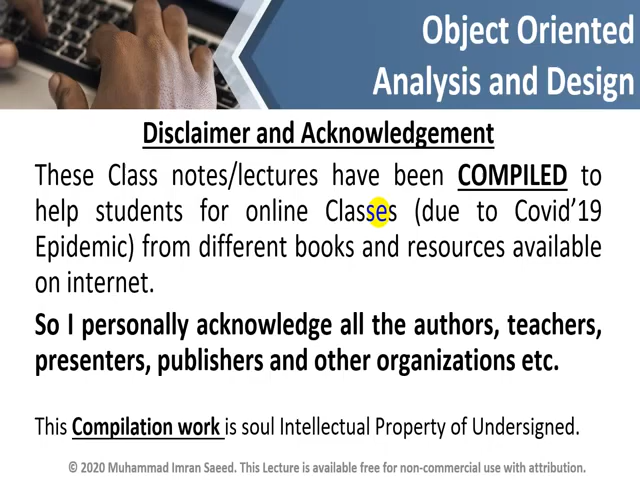 Object Oriented
Analysis and Design
Disclaimer and Acknowledgement
These Class notes/lectures have been COMPILED to
help students for online Classes (due to Covid'19
Epidemic) from different books and resources available
on internet.
So I personally acknowledge all the authors, teachers,
presenters, publishers and other organizations etc.
This Compilation work is soul Intellectual Property of Undersigned.
© 2020 Muhammad Imran Saeed. This Lecture is available free for non-commercial use with attribution.